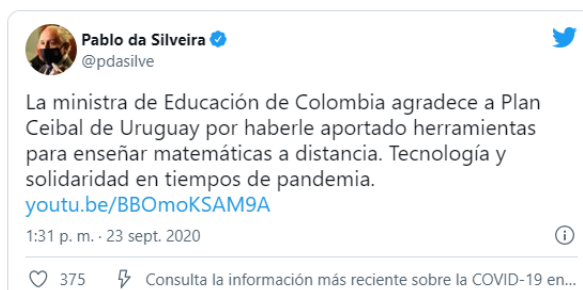 Pablo da Silveira
@pdasilve
La ministra de Educación de Colombia agradece a Plan
Ceibal de Uruguay por haberle aportado herramientas
para enseñar matemáticas a distancia. Tecnología y
solidaridad en tiempos de pandemia.
youtu.be/BBOmoKSAM9A
1:31 p. m. · 23 sept. 2020
375 Consulta la información más reciente sobre la COVID-19 en...